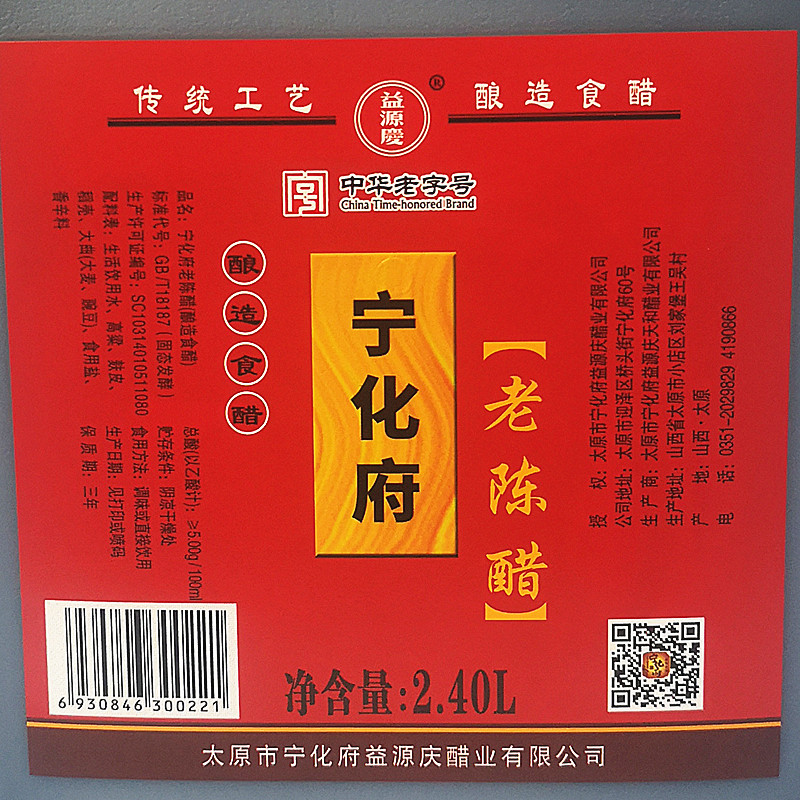 传统工艺
益源慶
®
酿造食醋
中华老字号
China Time-honored Brand
品名：宁化府老陈醋(酿造食醋)
标准代号：GB/T18187（固态发酵）
生产许可证编号：SC10314010511080
配料表：生活饮用水、高粱、麸皮、
稻壳、大曲(大麦、豌豆)、食用盐、
香辛料
总酸(以乙酸计)：≥5.00g/100ml
贮存条件：阴凉干燥处
食用方法：调味或直接饮用
生产日期：见打印或喷码
保质期：三年
酿造食醋
宁化府
【老陈醋】
授权：太原市宁化府益源庆醋业有限公司
公司地址：太原市迎泽区桥头街宁化府60号
生产商：太原市宁化府益源庆天和醋业有限公司
生产地址：山西省太原市小店区刘家堡王吴村
产地：山西·太原
电话：0351-2029829 4190866
6 930846 300221
净含量:2.40L
太原市宁化府益源庆醋业有限公司